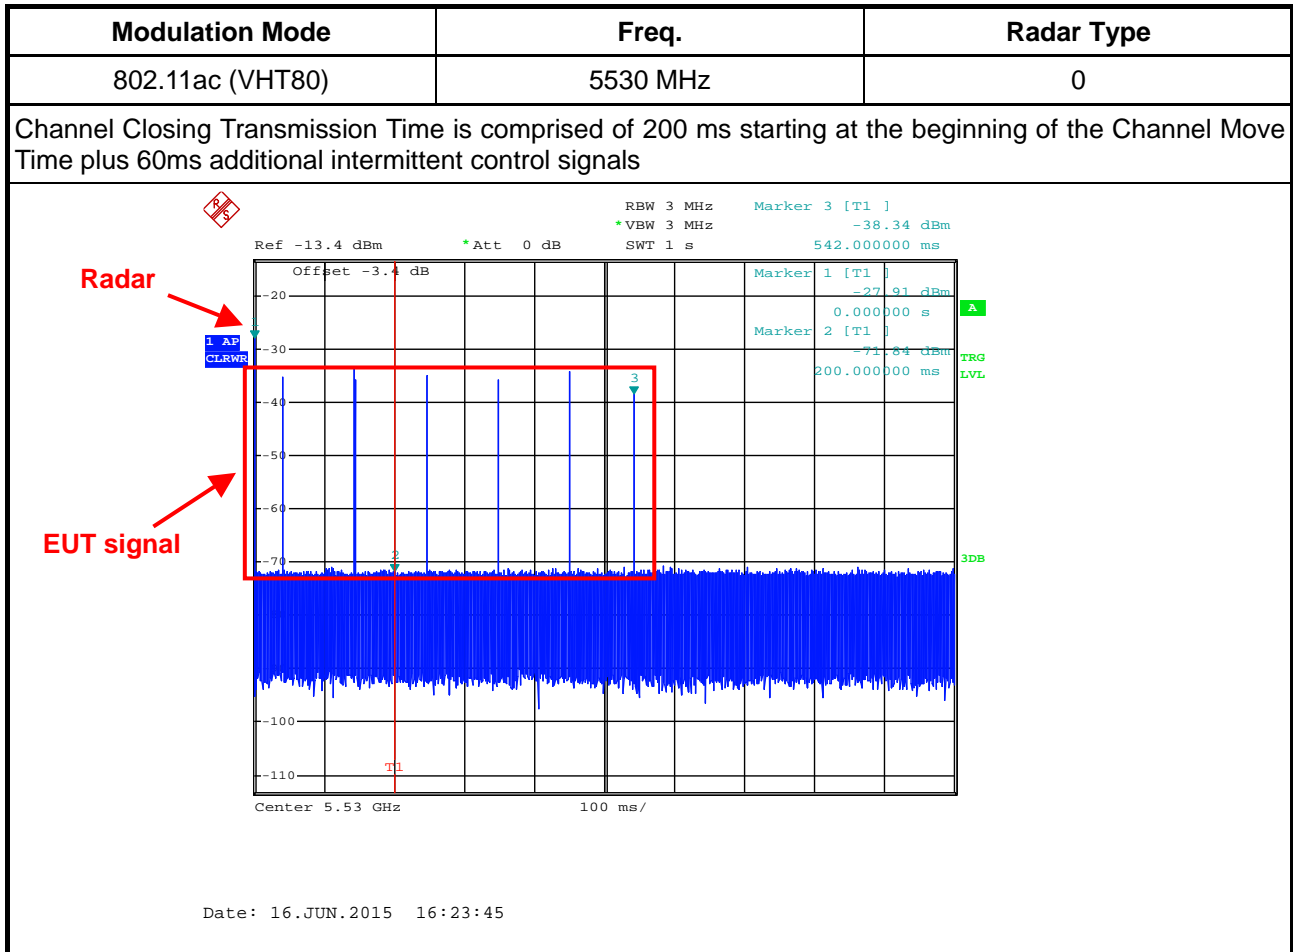 Modulation Mode Freq. Radar Type
802.11ac (VHT80) 5530 MHz 0
Channel Closing Transmission Time is comprised of 200 ms starting at the beginning of the Channel Move
Time plus 60ms additional intermittent control signals
R S
RBW 3 MHz Marker 3 [T1 ]
*VBW 3 MHz -38.34 dBm
Ref -13.4 dBm *Att 0 dB SWT 1 s 542.000000 ms
Offset -3.4 dB Marker 1 [T1 ]
Radar
-20 -27.91 dBm
0.000000 s A
1 Marker 2 [T1 ]
1 AP
-30 -71.84 dBm TRG
CLRWR
200.000000 ms LVL
3
-40
-50
-60
EUT signal
2
-70 3DB
-100
T1
-110
Center 5.53 GHz 100 ms/
Date: 16.JUN.2015 16:23:45